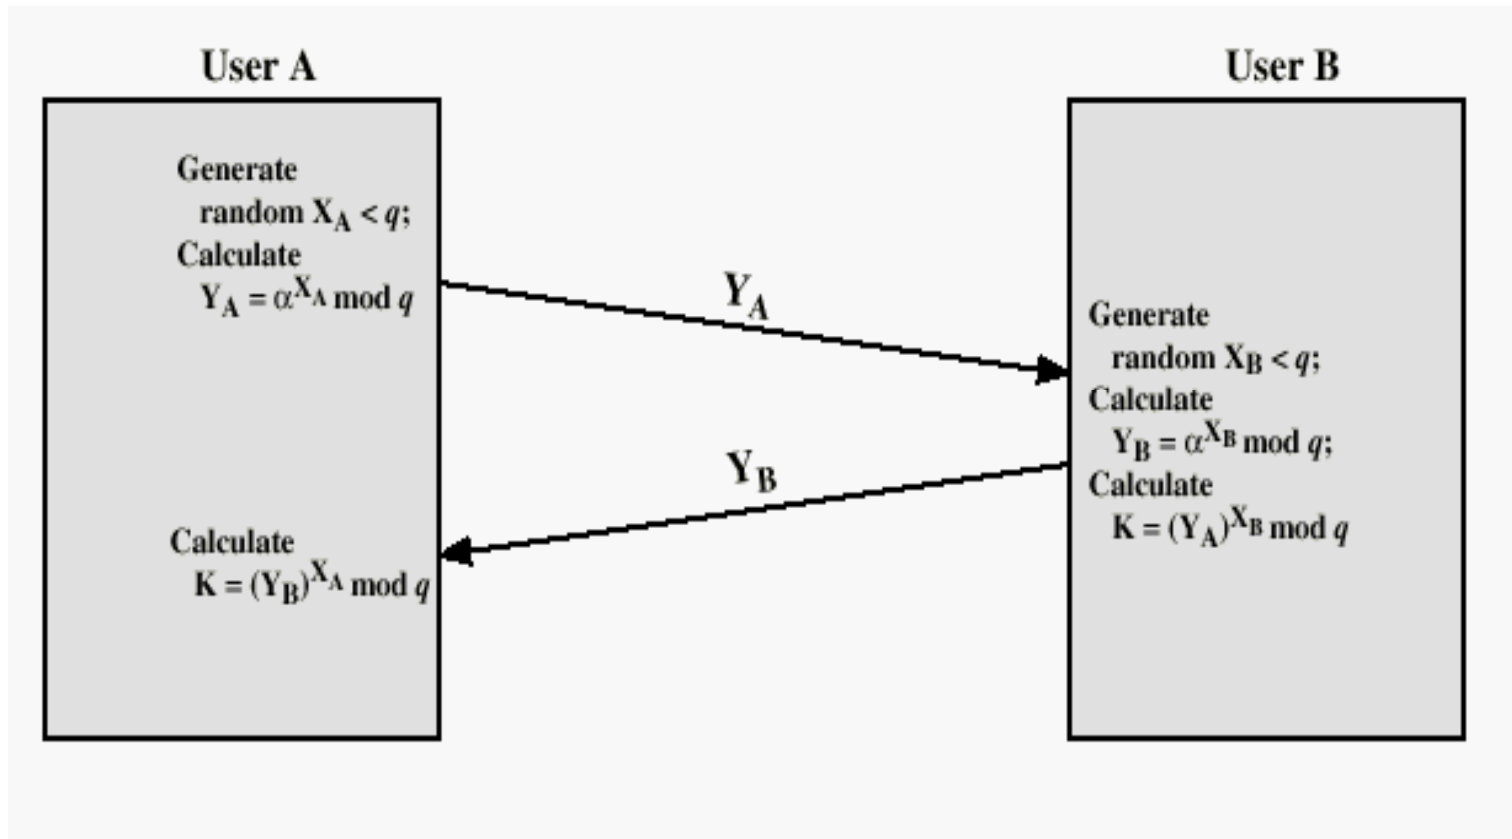 User A
Generate
random X_A < q;
Calculate
Y_A = α^X_A mod q
Calculate
K = (Y_B)^X_A mod q
Y_A
Y_B
User B
Generate
random X_B < q;
Calculate
Y_B = α^X_B mod q;
Calculate
K = (Y_A)^X_B mod q